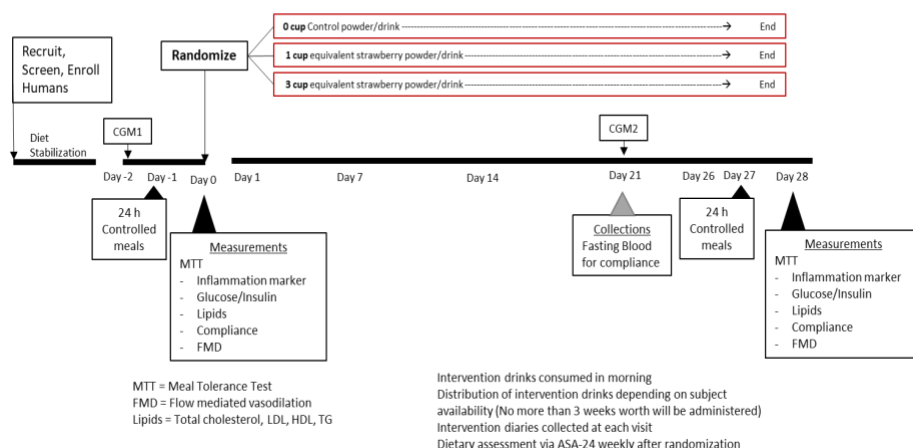 0 cup Control powder/drink
End
1 cup equivalent strawberry powder/drink
End
3 cup equivalent strawberry powder/drink
End
Recruit,
Screen, Enroll
Humans
Randomize
Diet
Stabilization
CGM1
CGM2
Day -2
Day -1
Day 0
Day 1
Day 7
Day 14
Day 21
Day 26
Day 27
Day 28
24 h
Controlled
meals
Measurements
MTT
- Inflammation marker
- Glucose/Insulin
- Lipids
- Compliance
- FMD
Collections
Fasting Blood
for compliance
24 h
Controlled
meals
Measurements
MTT
- Inflammation marker
- Glucose/Insulin
- Lipids
- Compliance
- FMD
MTT = Meal Tolerance Test
FMD = Flow mediated vasodilation
Lipids = Total cholesterol, LDL, HDL, TG
Intervention drinks consumed in morning
Distribution of intervention drinks depending on subject
availability (No more than 3 weeks worth will be administered)
Intervention diaries collected at each visit
Dietary assessment via ASA-24 weekly after randomization